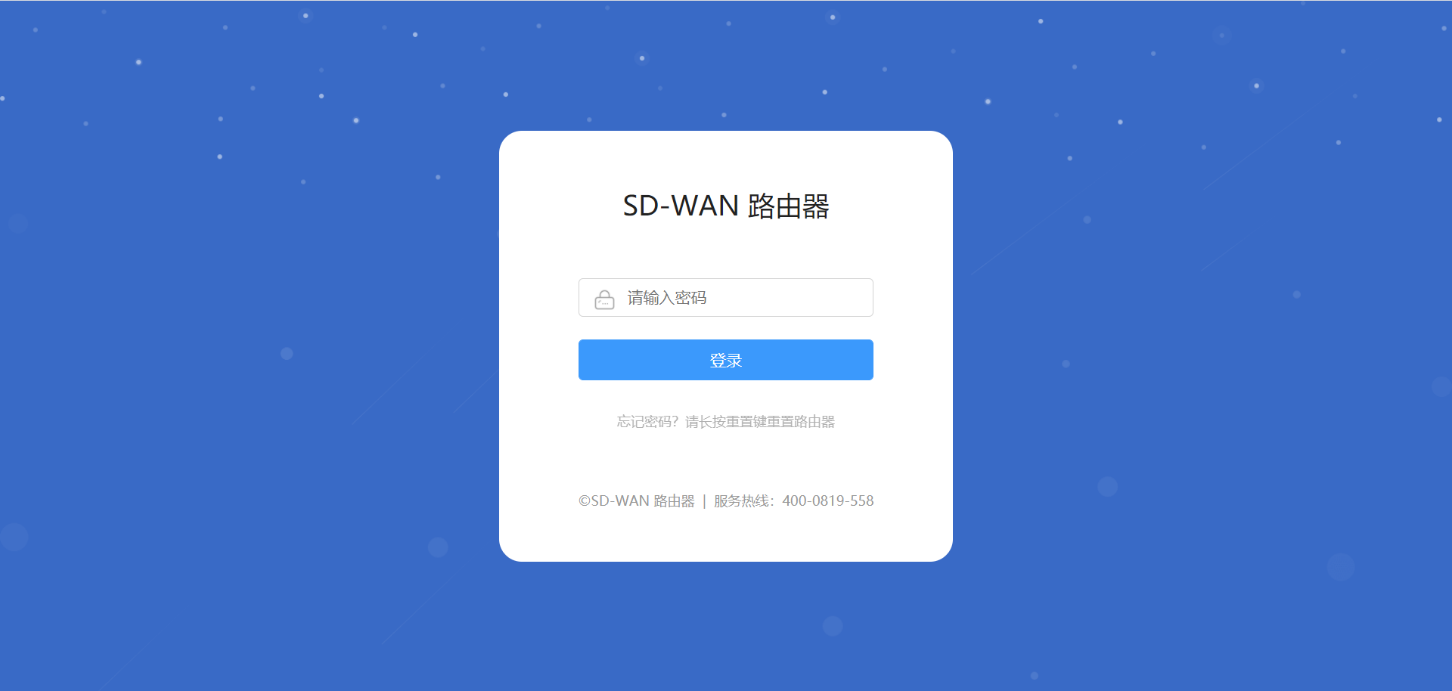 SD-WAN 路由器
请输入密码
登录
忘记密码？请长按重置键重置路由器
©SD-WAN 路由器 | 服务热线：400-0819-558